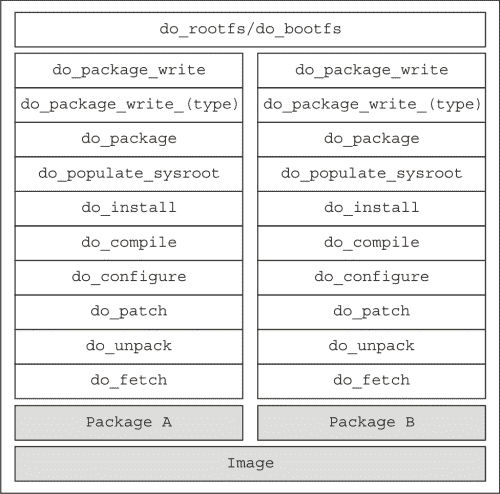 do_rootfs/do_bootfs
do_package_write
do_package_write_(type)
do_package
do_populate_sysroot
do_install
do_compile
do_configure
do_patch
do_unpack
do_fetch
Package A
do_package_write
do_package_write_(type)
do_package
do_populate_sysroot
do_install
do_compile
do_configure
do_patch
do_unpack
do_fetch
Package B
Image